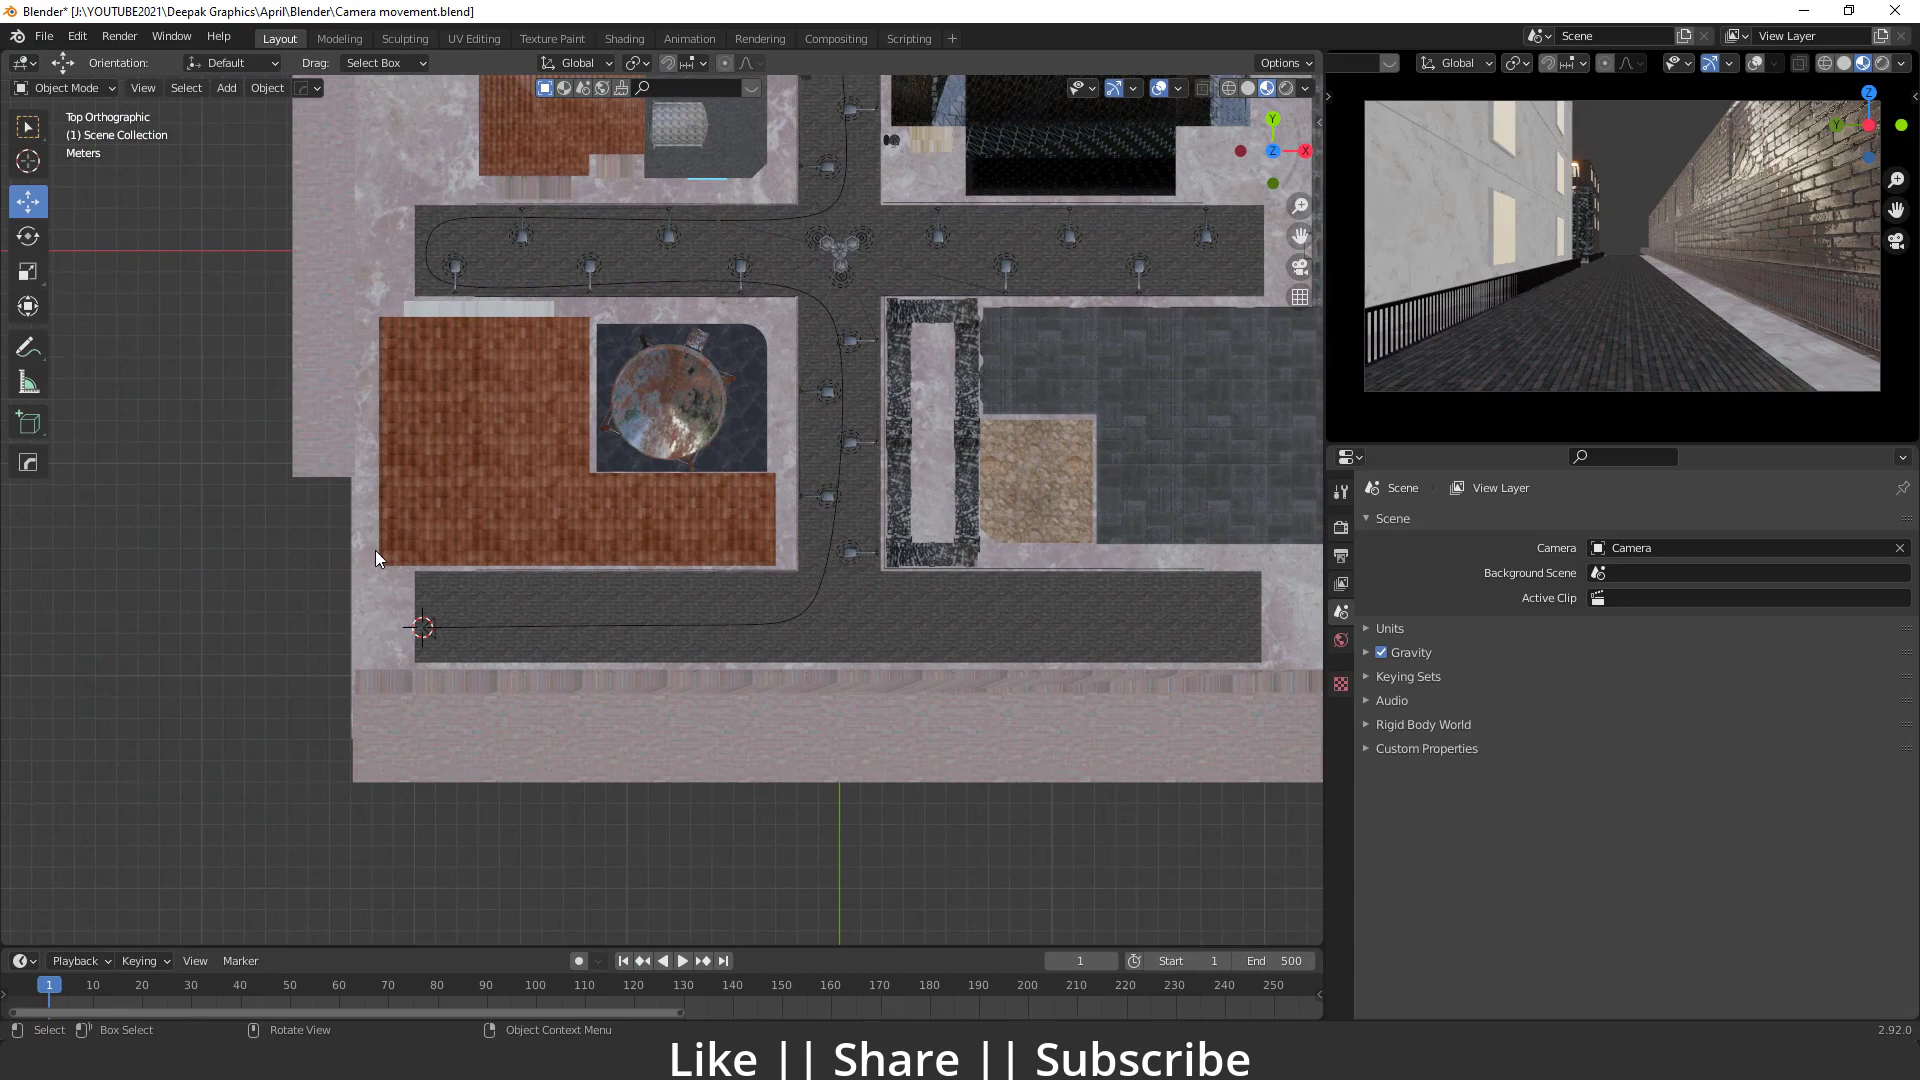 Blender* [J:\YOUTUBE2021\Deepak Graphics\April\Blender\Camera movement.blend]
File Edit Render Window Help Layout Modeling Sculpting UV Editing Texture Paint Shading Animation Rendering Compositing Scripting Scene View Layer
Orientation: Default Drag: Select Box Global Options Global
Object Mode View Select Add Object
Top Orthographic
(1) Scene Collection
Meters
Y
Z
X
Z
Y
Scene View Layer
Scene
Camera Camera
Background Scene
Active Clip
Units
Gravity
Keying Sets
Audio
Rigid Body World
Custom Properties
Playback Keying View Marker 1 Start 1 End 500
1 10 20 30 40 50 60 70 80 90 100 110 120 130 140 150 160 170 180 190 200 210 220 230 240 250
Select Box Select Rotate View Object Context Menu 2.92.0
Like || Share || Subscribe